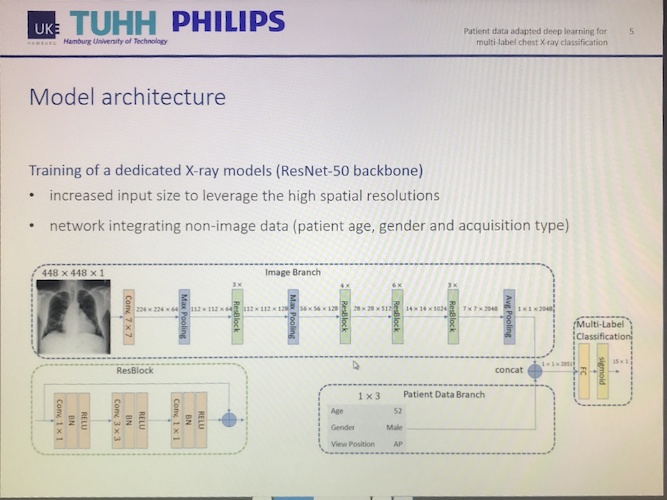 UKE
HAMBURG
TUHH
Hamburg University of Technology
PHILIPS
Patient data adapted deep learning for
multi-label chest X-ray classification
5
Model architecture
Training of a dedicated X-ray models (ResNet-50 backbone)
• increased input size to leverage the high spatial resolutions
• network integrating non-image data (patient age, gender and acquisition type)
448 × 448 × 1
Image Branch
Conv. 7 × 7
224 × 224 × 64
Max Pooling
112 × 112 × 64
3 ×
ResBlock
112 × 112 × 128
Max Pooling
56 × 56 × 128
4 ×
ResBlock
28 × 28 × 512
6 ×
ResBlock
14 × 14 × 1024
3 ×
ResBlock
7 × 7 × 2048
Avg Pooling
1 × 1 × 2048
Multi-Label
Classification
concat
1 × 1 × 2051
FC
sigmoid
15 × 1
ResBlock
Conv. 1 × 1
BN
RELU
Conv. 3 × 3
BN
RELU
Conv. 1 × 1
BN
RELU
1 × 3
Patient Data Branch
Age 52
Gender Male
View Position AP